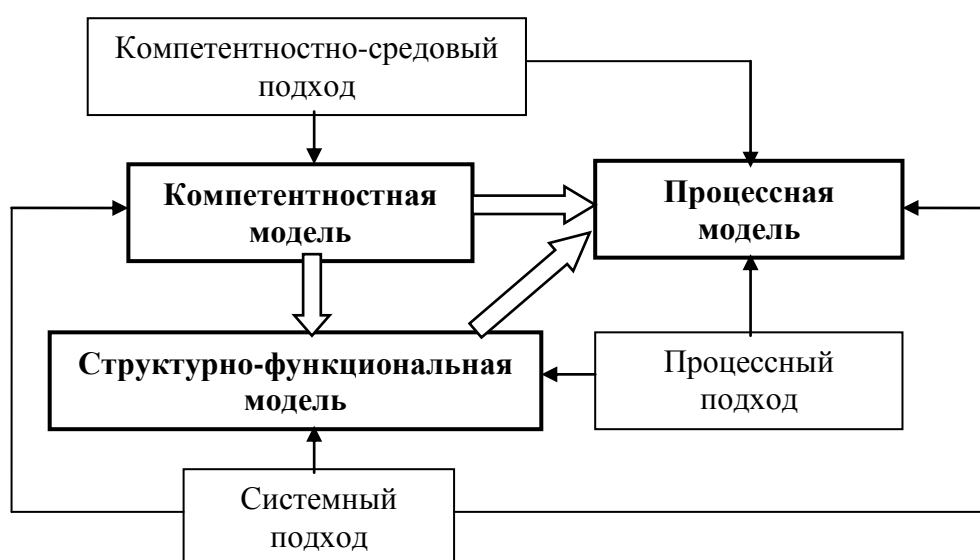 Компетентностно-средовый
подход
Компетентностная
модель
Процессная
модель
Структурно-функциональная
модель
Процессный
подход
Системный
подход